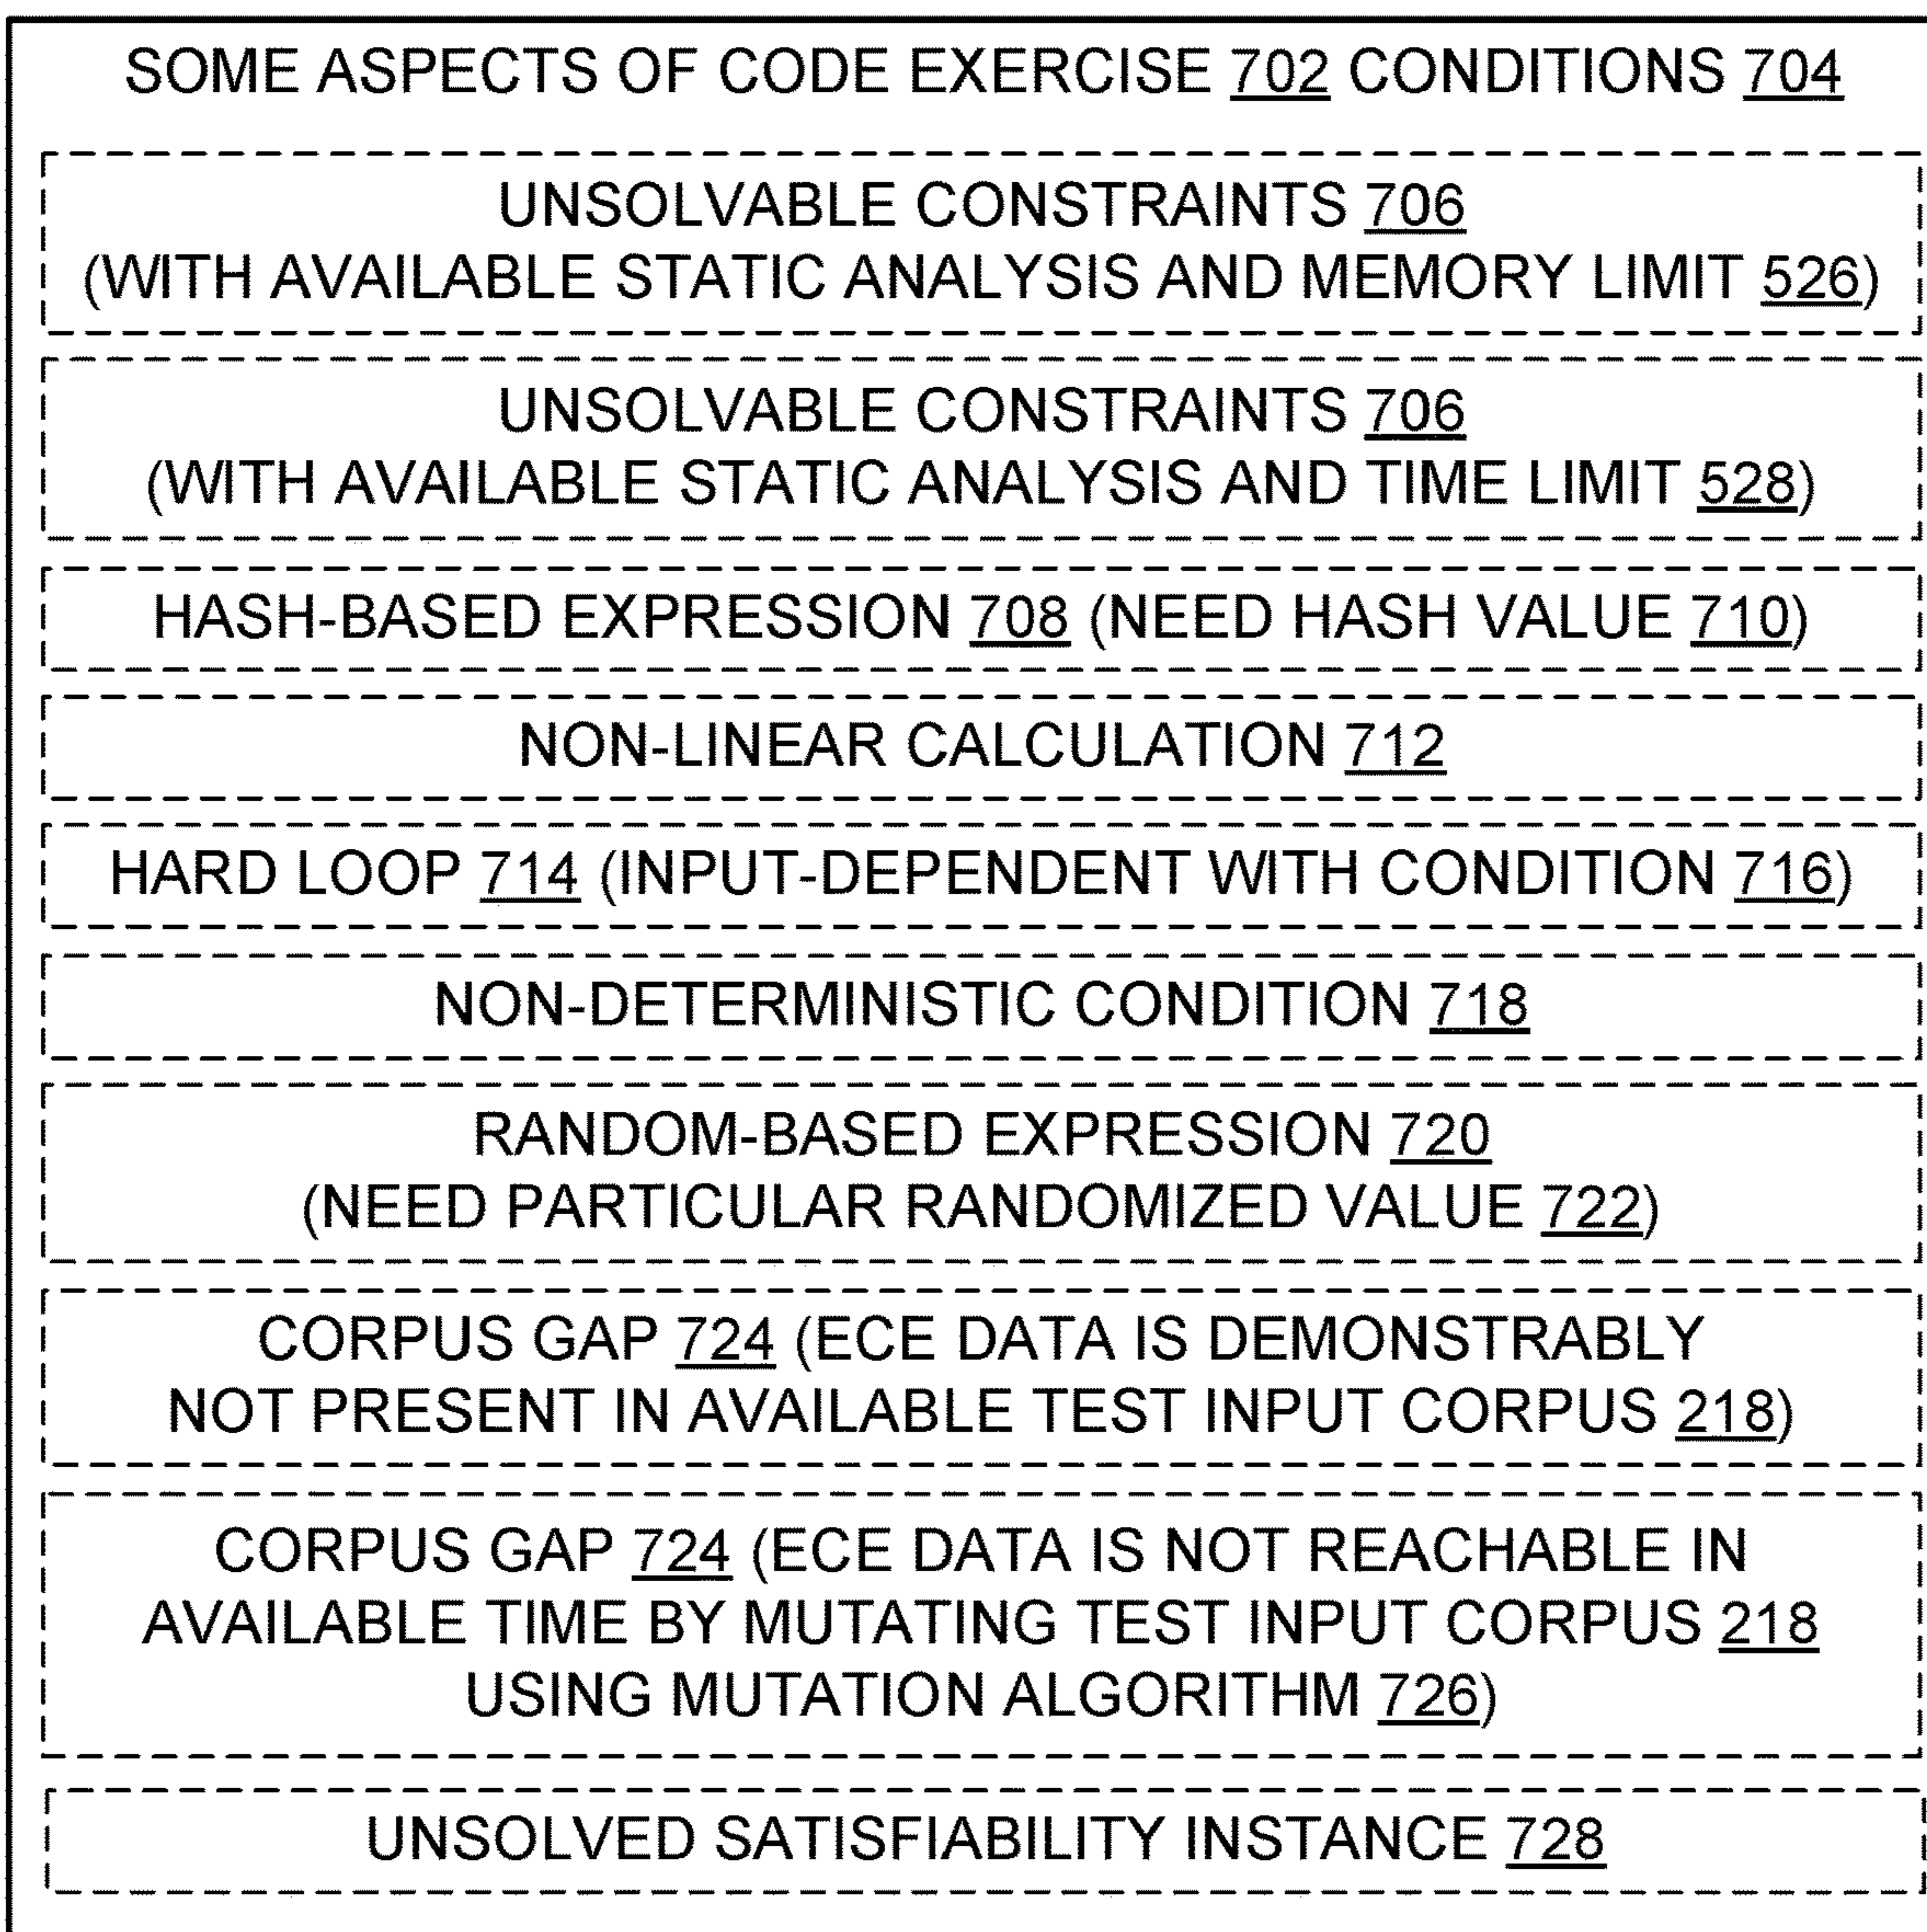 SOME ASPECTS OF CODE EXERCISE 702 CONDITIONS 704
UNSOLVABLE CONSTRAINTS 706
(WITH AVAILABLE STATIC ANALYSIS AND MEMORY LIMIT 526)
UNSOLVABLE CONSTRAINTS 706
(WITH AVAILABLE STATIC ANALYSIS AND TIME LIMIT 528)
HASH-BASED EXPRESSION 708 (NEED HASH VALUE 710)
NON-LINEAR CALCULATION 712
HARD LOOP 714 (INPUT-DEPENDENT WITH CONDITION 716)
NON-DETERMINISTIC CONDITION 718
RANDOM-BASED EXPRESSION 720
(NEED PARTICULAR RANDOMIZED VALUE 722)
CORPUS GAP 724 (ECE DATA IS DEMONSTRABLY
NOT PRESENT IN AVAILABLE TEST INPUT CORPUS 218)
CORPUS GAP 724 (ECE DATA IS NOT REACHABLE IN
AVAILABLE TIME BY MUTATING TEST INPUT CORPUS 218
USING MUTATION ALGORITHM 726)
UNSOLVED SATISFIABILITY INSTANCE 728